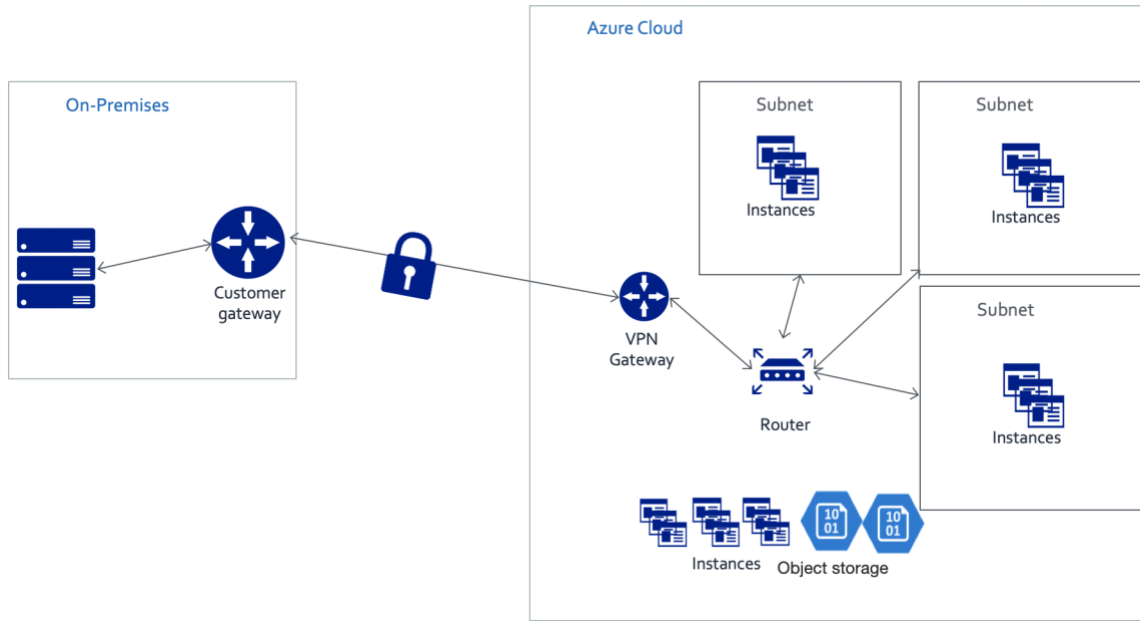 Azure Cloud
On-Premises
Subnet
Subnet
Instances
Instances
Customer
gateway
VPN
Gateway
Subnet
Router
Instances
Instances
Object storage
10
01
10
01